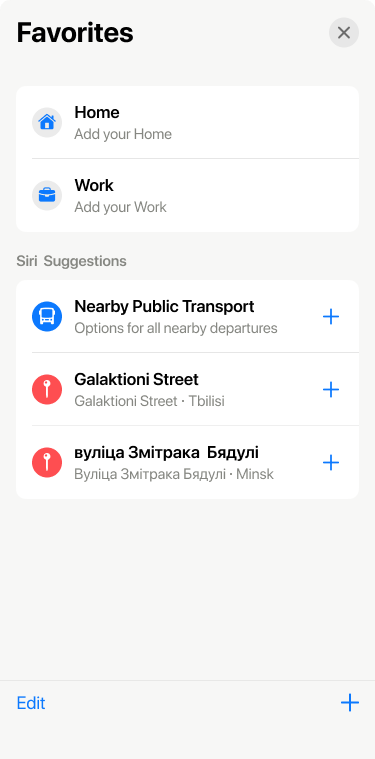 Favorites
Home
Add your Home
Work
Add your Work
Siri Suggestions
Nearby Public Transport
Options for all nearby departures
Galaktioni Street
Galaktioni Street · Tbilisi
вуліца Змітрака Бядулі
Вуліца Змітрака Бядулі · Minsk
Edit